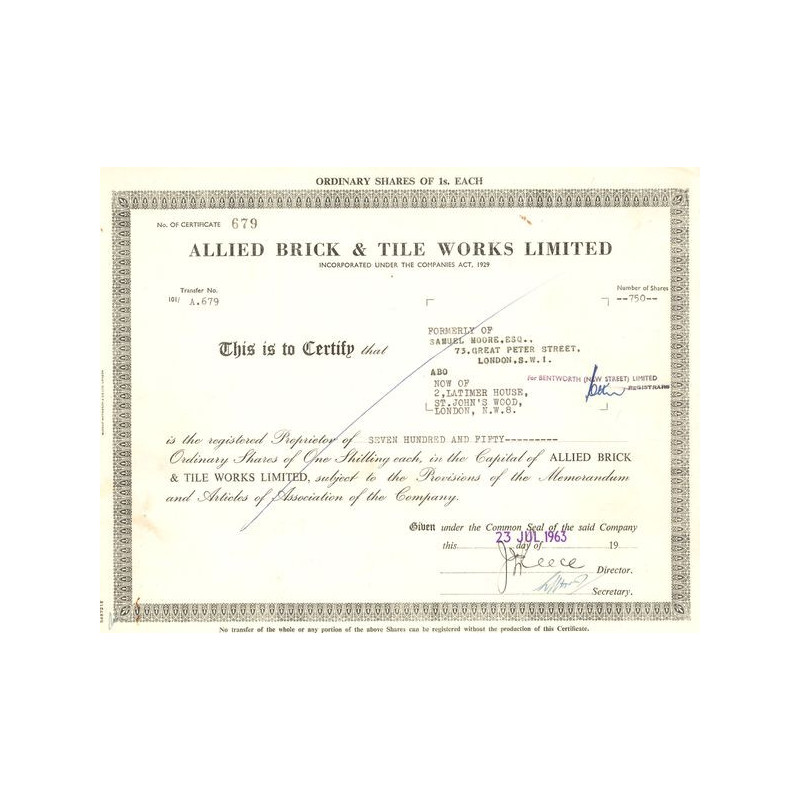 ORDINARY SHARES OF 1s. EACH
No. OF CERTIFICATE 679
ALLIED BRICK & TILE WORKS LIMITED
INCORPORATED UNDER THE COMPANIES ACT, 1929
Transfer No.
101/ A.679
Number of Shares
--750--
This is to Certify that
FORMERLY OF
SAMUEL MOORE,ESQ.,
73,GREAT PETER STREET,
LONDON,S.W.1.
ABO
NOW OF
2,LATIMER HOUSE,
ST.JOHN'S WOOD,
LONDON, N.W.8.
For BENTWORTH (NEW STREET) LIMITED
REGISTRARS
is the registered Proprietor of SEVEN HUNDRED AND FIFTY----------
Ordinary Shares of One Shilling each, in the Capital of ALLIED BRICK
& TILE WORKS LIMITED, subject to the Provisions of the Memorandum
and Articles of Association of the Company.
Given under the Common Seal of the said Company
this 23 JUL 1963 day of 19
Director.
Secretary.
No transfer of the whole or any portion of the above Shares can be registered without the production of this Certificate.